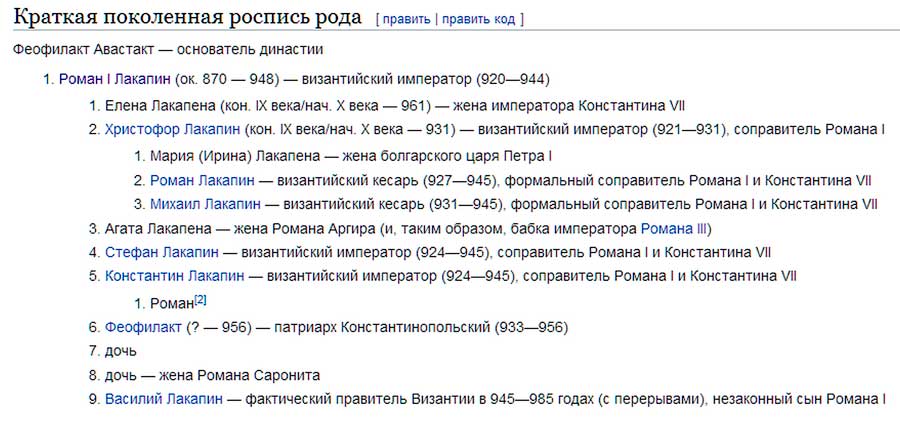 Краткая поколенная роспись рода [ править | править код ]
Феофилакт Авастакт — основатель династии
1. Роман I Лакапин (ок. 870 — 948) — византийский император (920—944)
1. Елена Лакапена (кон. IX века/нач. X века — 961) — жена императора Константина VII
2. Христофор Лакапин (кон. IX века/нач. X века — 931) — византийский император (921—931), соправитель Романа I
1. Мария (Ирина) Лакапена — жена болгарского царя Петра I
2. Роман Лакапин — византийский кесарь (927—945), формальный соправитель Романа I и Константина VII
3. Михаил Лакапин — византийский кесарь (931—945), формальный соправитель Романа I и Константина VII
3. Агата Лакапена — жена Романа Аргира (и, таким образом, бабка императора Романа III)
4. Стефан Лакапин — византийский император (924—945), соправитель Романа I и Константина VII
5. Константин Лакапин — византийский император (924—945), соправитель Романа I и Константина VII
1. Роман[2]
6. Феофилакт (? — 956) — патриарх Константинопольский (933—956)
7. дочь
8. дочь — жена Романа Саронита
9. Василий Лакапин — фактический правитель Византии в 945—985 годах (с перерывами), незаконный сын Романа I